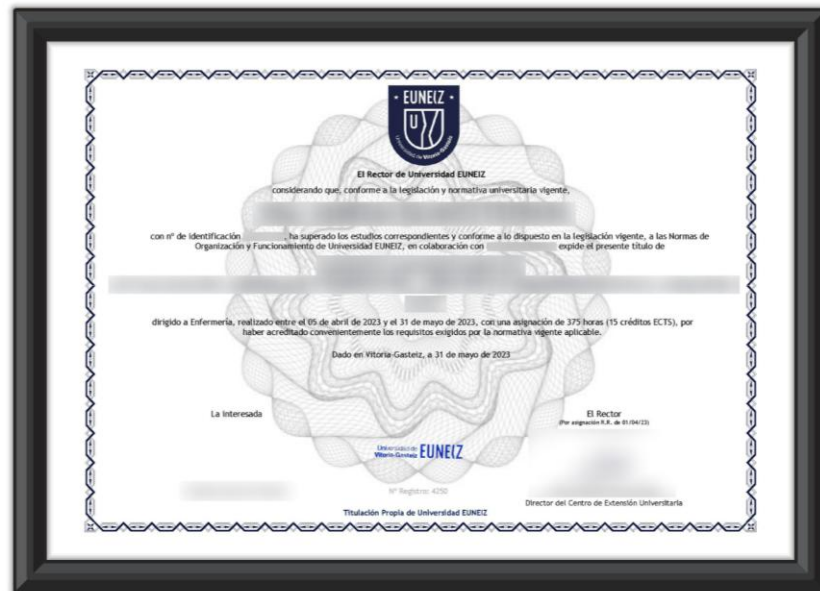 EUNEIZ
Universidad de Vitoria-Gasteiz
El Rector de Universidad EUNEIZ
considerando que, conforme a la legislación y normativa universitaria vigente,
con nº de identificación , ha superado los estudios correspondientes y conforme a lo dispuesto en la legislación vigente, a las Normas de
Organización y Funcionamiento de Universidad EUNEIZ, en colaboración con expide el presente título de
dirigido a Enfermería, realizado entre el 05 de abril de 2023 y el 31 de mayo de 2023, con una asignación de 375 horas (15 créditos ECTS), por
haber acreditado convenientemente los requisitos exigidos por la normativa vigente aplicable.
Dado en Vitoria-Gasteiz, a 31 de mayo de 2023
La interesada
El Rector
(Por asignación R.R. de 01/04/23)
Universidad de
Vitoria-Gasteiz EUNEIZ
Nº Registro: 4250
Director del Centro de Extensión Universitaria
Titulación Propia de Universidad EUNEIZ